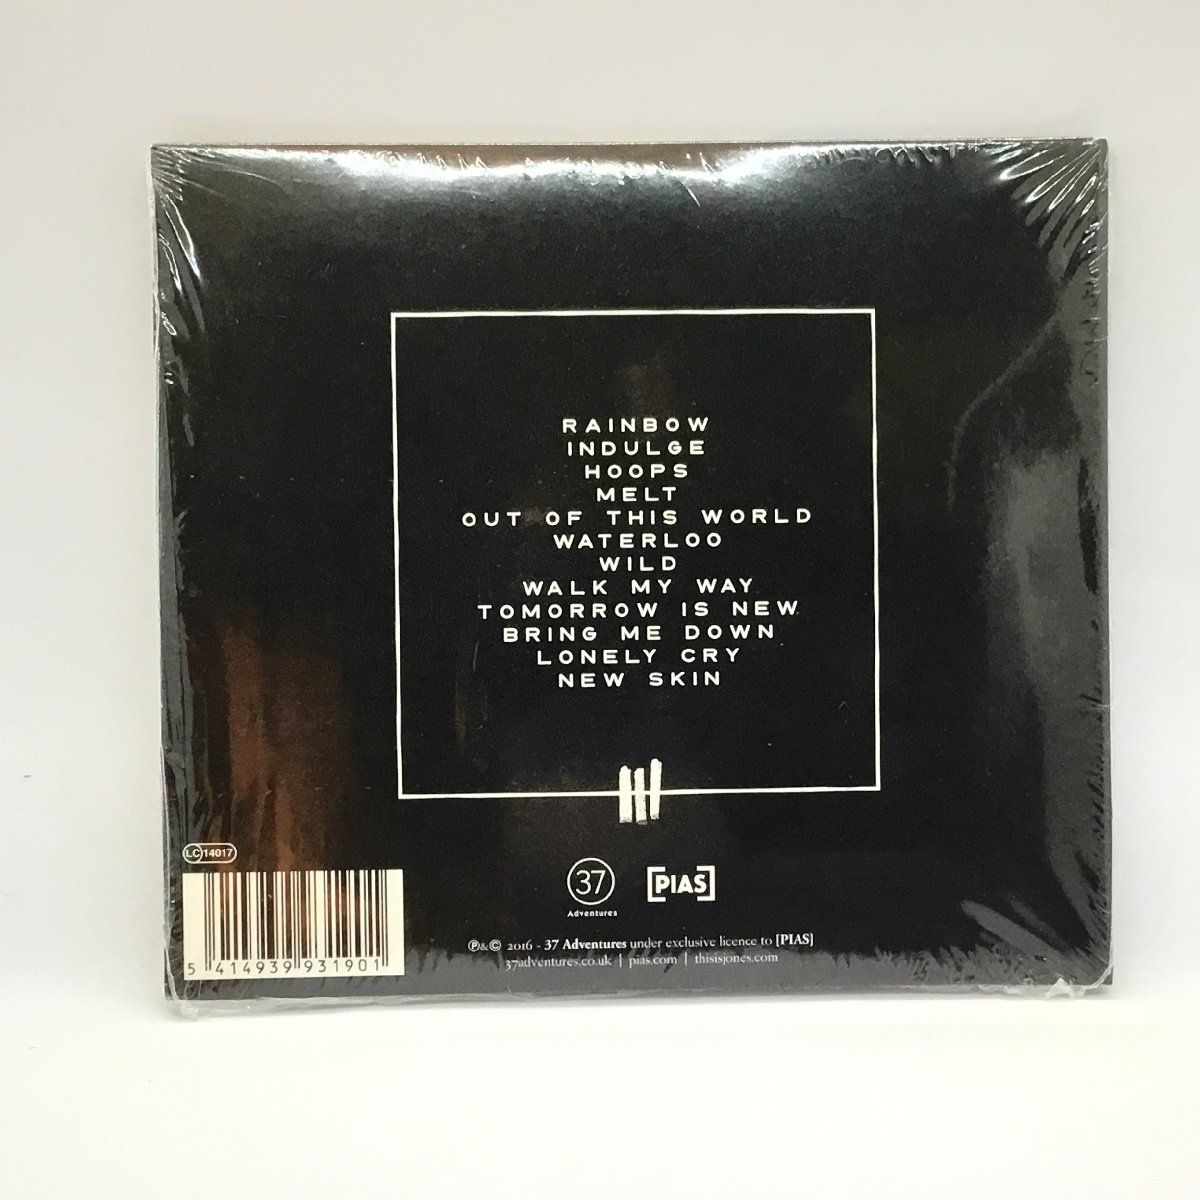 RAINBOW
INDULGE
HOOPS
MELT
OUT OF THIS WORLD
WATERLOO
WILD
WALK MY WAY
TOMORROW IS NEW
BRING ME DOWN
LONELY CRY
NEW SKIN
LC 14017
37
Adventures
[PIAS]
5 414939 931901
℗&© 2016 - 37 Adventures under exclusive licence to [PIAS]
37adventures.co.uk | pias.com | thisisjones.com